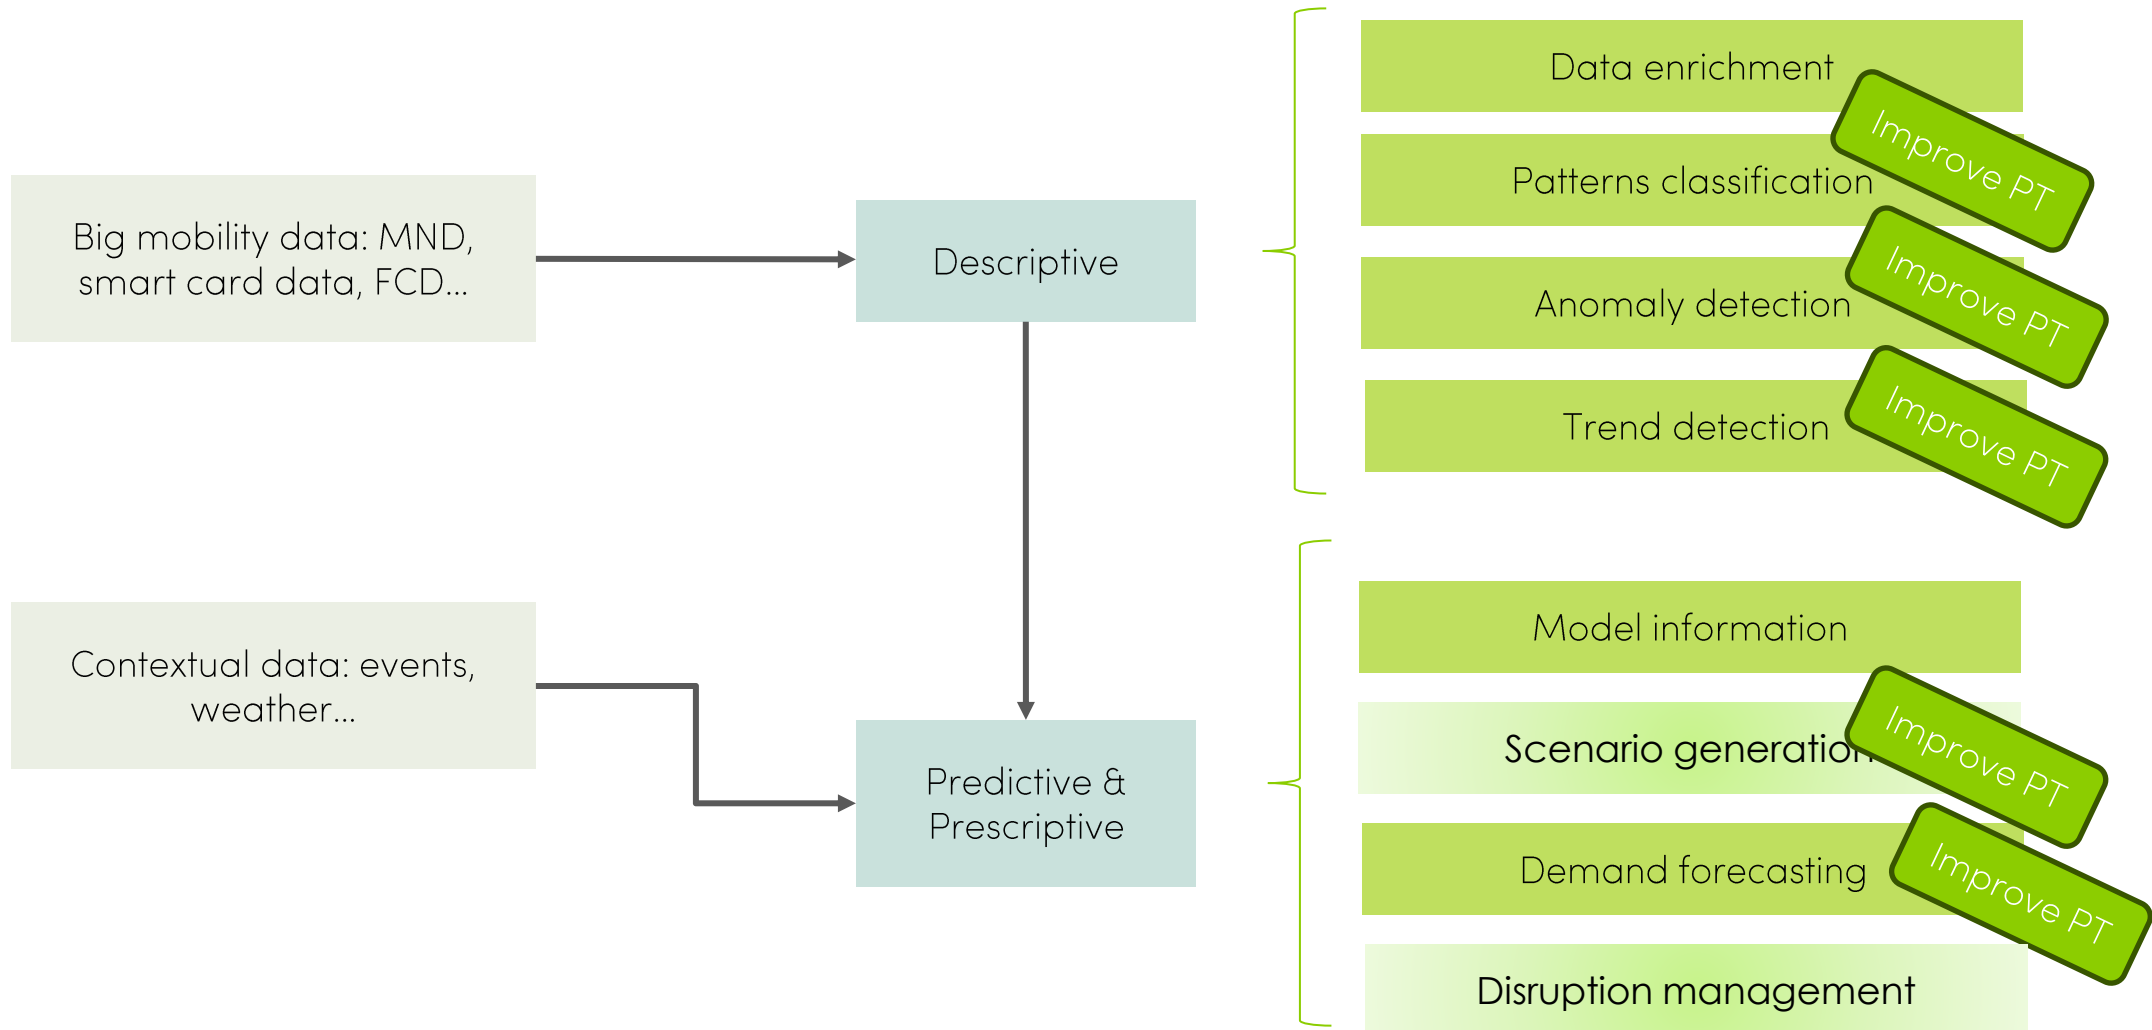 Big mobility data: MND,
smart card data, FCD...
Contextual data: events,
weather...
Descriptive
Predictive &
Prescriptive
Data enrichment
Improve PT
Patterns classification
Improve PT
Anomaly detection
Improve PT
Trend detection
Model information
Improve PT
Scenario generation
Improve PT
Demand forecasting
Disruption management